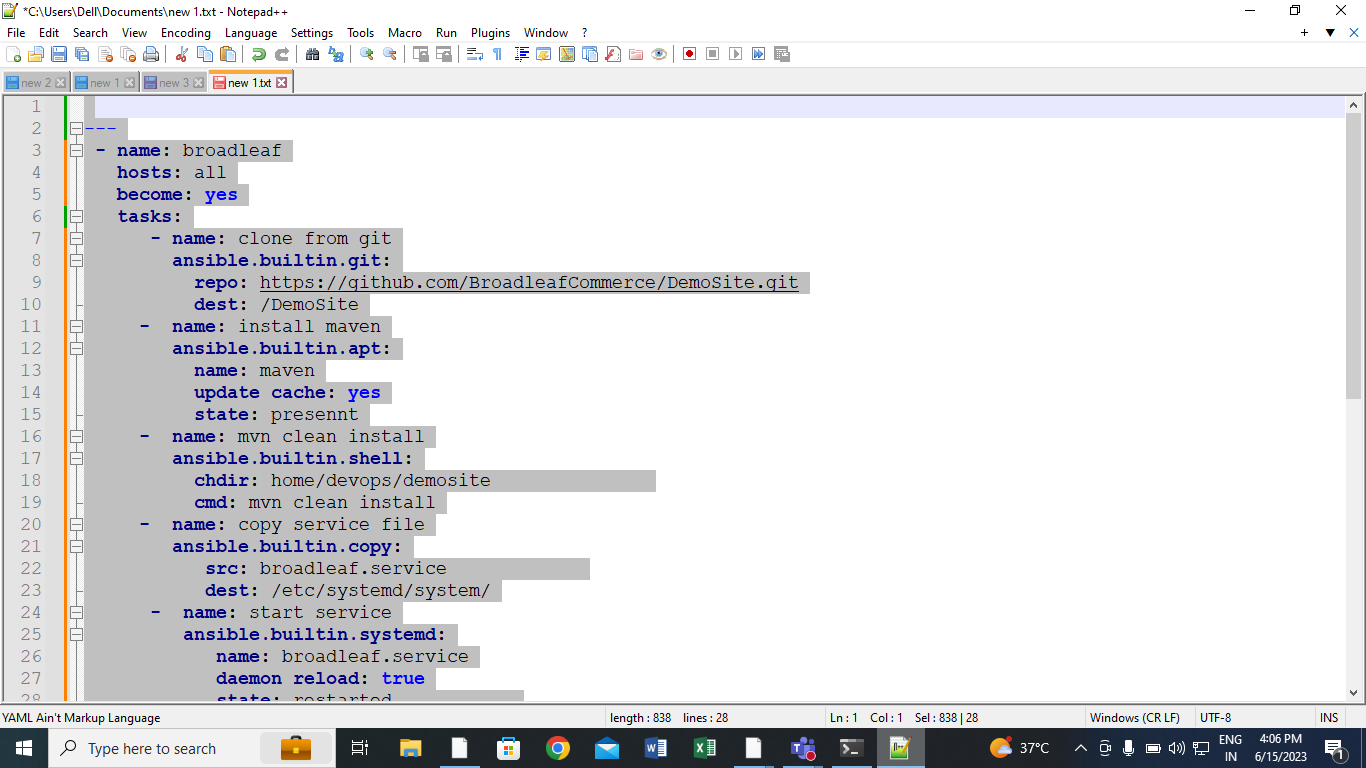 *C:\Users\Dell\Documents\new 1.txt - Notepad++
File Edit Search View Encoding Language Settings Tools Macro Run Plugins Window ? + ▼ X
new 2 new 1 new 3 new 1.txt
1
2 ---
3 - name: broadleaf
4 hosts: all
5 become: yes
6 tasks:
7 - name: clone from git
8 ansible.builtin.git:
9 repo: https://github.com/BroadleafCommerce/DemoSite.git
10 dest: /DemoSite
11 - name: install maven
12 ansible.builtin.apt:
13 name: maven
14 update cache: yes
15 state: presennt
16 - name: mvn clean install
17 ansible.builtin.shell:
18 chdir: home/devops/demosite
19 cmd: mvn clean install
20 - name: copy service file
21 ansible.builtin.copy:
22 src: broadleaf.service
23 dest: /etc/systemd/system/
24 - name: start service
25 ansible.builtin.systemd:
26 name: broadleaf.service
27 daemon reload: true
28 state: restarted
YAML Ain't Markup Language length : 838 lines : 28 Ln : 1 Col : 1 Sel : 838 | 28 Windows (CR LF) UTF-8 INS
Type here to search 37°C ENG 4:06 PM
IN 6/15/2023 1